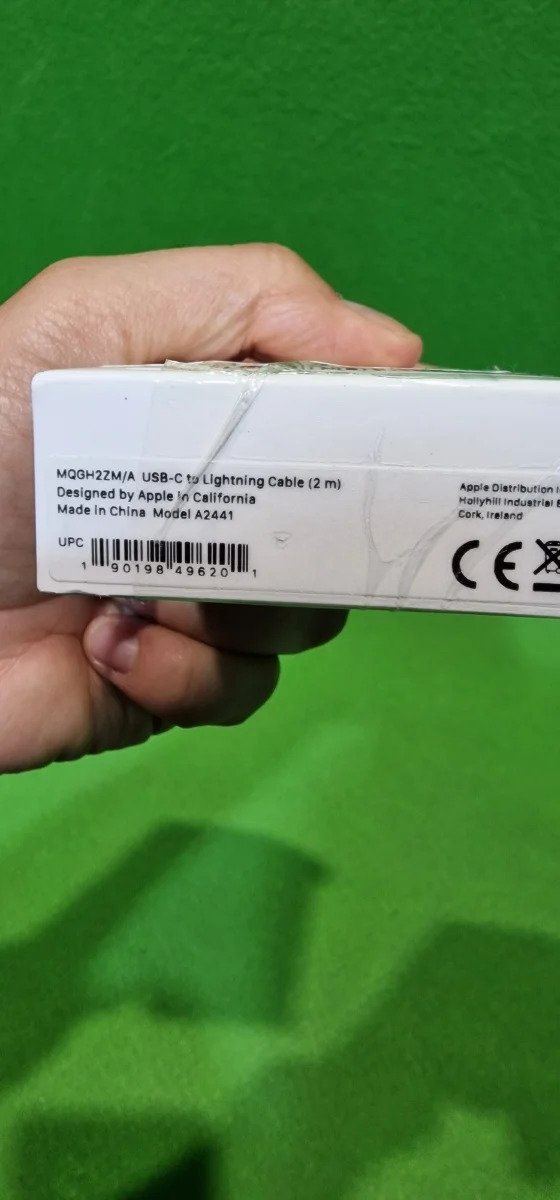 MQGH2ZM/A USB-C to Lightning Cable (2 m)
Designed by Apple in California
Made in China Model A2441
UPC
1 90198 49620 1
Apple Distribution
Hollyhill Industrial
Cork, Ireland
CE